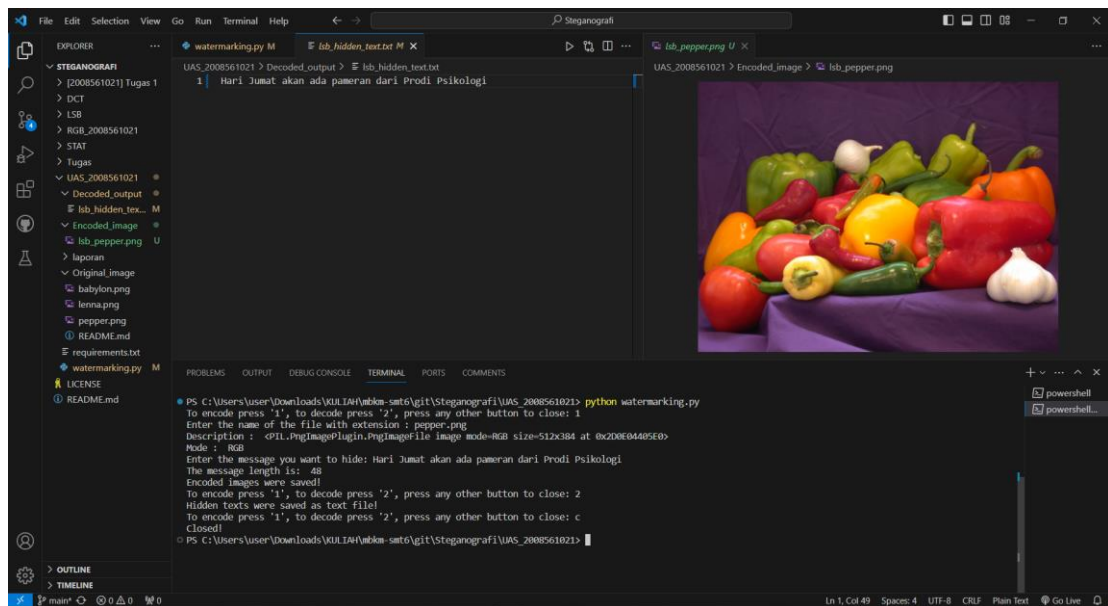 File Edit Selection View Go Run Terminal Help
Steganografi
EXPLORER
STEGANOGRAFI
[2008561021] Tugas 1
DCT
LSB
RGB_2008561021
STAT
Tugas
UAS_2008561021
Decoded_output
lsb_hidden_tex... M
Encoded_image
lsb_pepper.png U
laporan
Original_image
babylon.png
lenna.png
pepper.png
README.md
requirements.txt
watermarking.py M
LICENSE
README.md
OUTLINE
TIMELINE
watermarking.py M
lsb_hidden_text.txt M
UAS_2008561021 > Decoded_output > lsb_hidden_text.txt
1 Hari Jumat akan ada pameran dari Prodi Psikologi
lsb_pepper.png U
UAS_2008561021 > Encoded_image > lsb_pepper.png
PROBLEMS OUTPUT DEBUG CONSOLE TERMINAL PORTS COMMENTS
PS C:\Users\user\Downloads\KULIAH\mbkm-smt6\git\Steganografi\UAS_2008561021> python watermarking.py
To encode press '1', to decode press '2', press any other button to close: 1
Enter the name of the file with extension : pepper.png
Description : <PIL.PngImagePlugin.PngImageFile image mode=RGB size=512x384 at 0x2D0E04405E0>
Mode : RGB
Enter the message you want to hide: Hari Jumat akan ada pameran dari Prodi Psikologi
The message length is: 48
Encoded images were saved!
To encode press '1', to decode press '2', press any other button to close: 2
Hidden texts were saved as text file!
To encode press '1', to decode press '2', press any other button to close: c
Closed!
PS C:\Users\user\Downloads\KULIAH\mbkm-smt6\git\Steganografi\UAS_2008561021>
powershell
powershell...
main* 0 0 0 0
Ln 1, Col 49 Spaces: 4 UTF-8 CRLF Plain Text Go Live